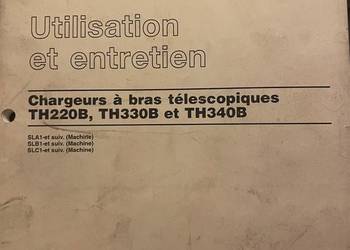 Utilisation
et entretien
Chargeurs à bras télescopiques
TH220B, TH330B et TH340B
SLA1-et suiv. (Machine)
SLB1-et suiv. (Machine)
SLC1-et suiv. (Machine)